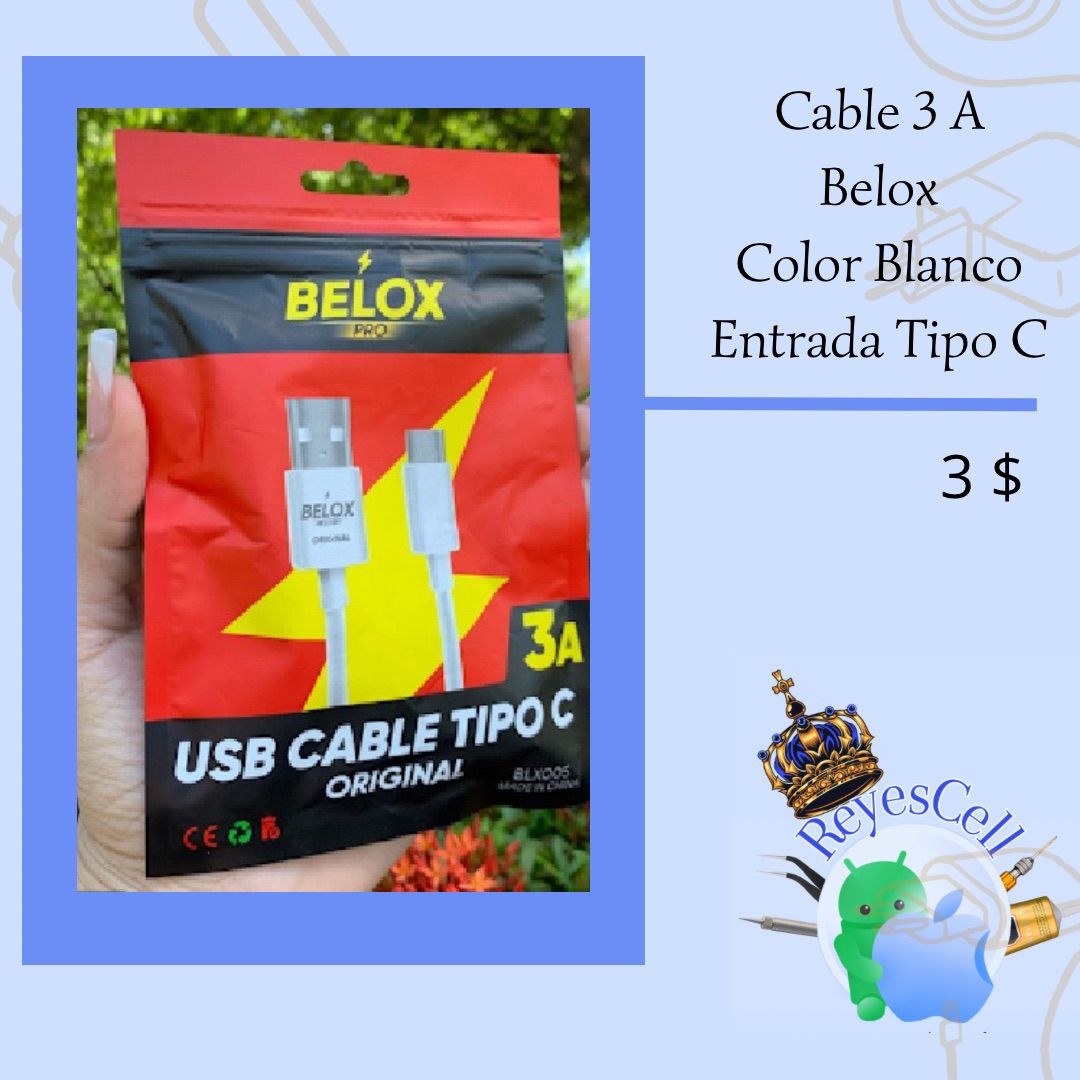 BELOX
PRO
BELOX
ORIGINAL
3A
USB CABLE TIPO C
ORIGINAL
BLX005
MADE IN CHINA
CE
Cable 3 A
Belox
Color Blanco
Entrada Tipo C
3 $
ReyesCell